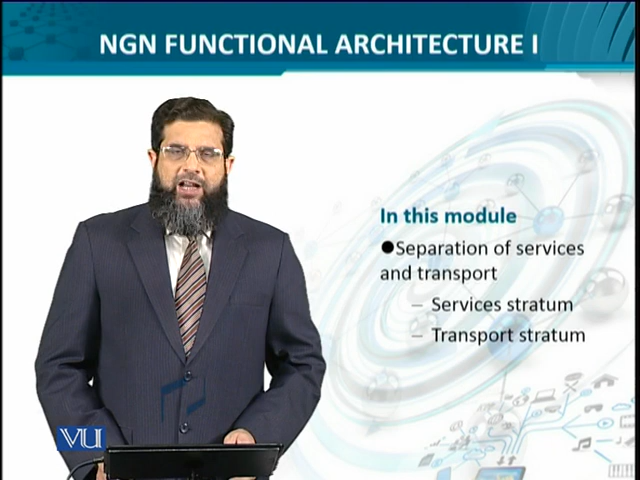 NGN FUNCTIONAL ARCHITECTURE I
In this module
●Separation of services
and transport
– Services stratum
– Transport stratum
VU